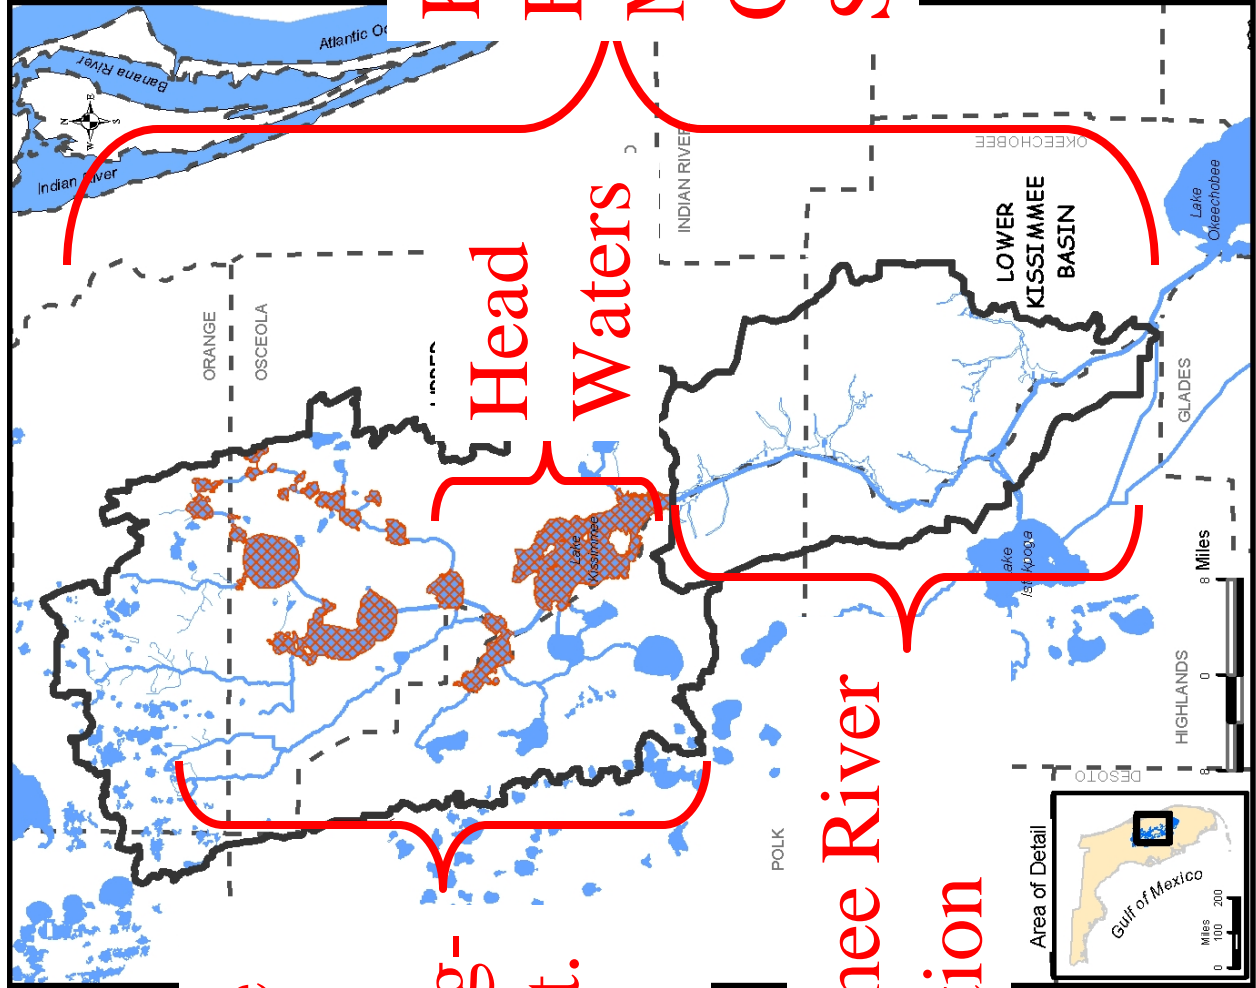 Atlantic Oc
Banana River
N
E
S
W
Indian River
INDIAN RIVER
OKEECHOBEE
Lake
Okeechobee
LOWER
KISSIMMEE
BASIN
ORANGE
OSCEOLA
Head
Waters
GLADES
Lake
Kissimmee
Lake
Istokpoga
HIGHLANDS
DESOTO
POLK
8 0 8 Miles
nee River
tion
g-
t.
Area of Detail
Gulf of Mexico
Miles
0 100 200